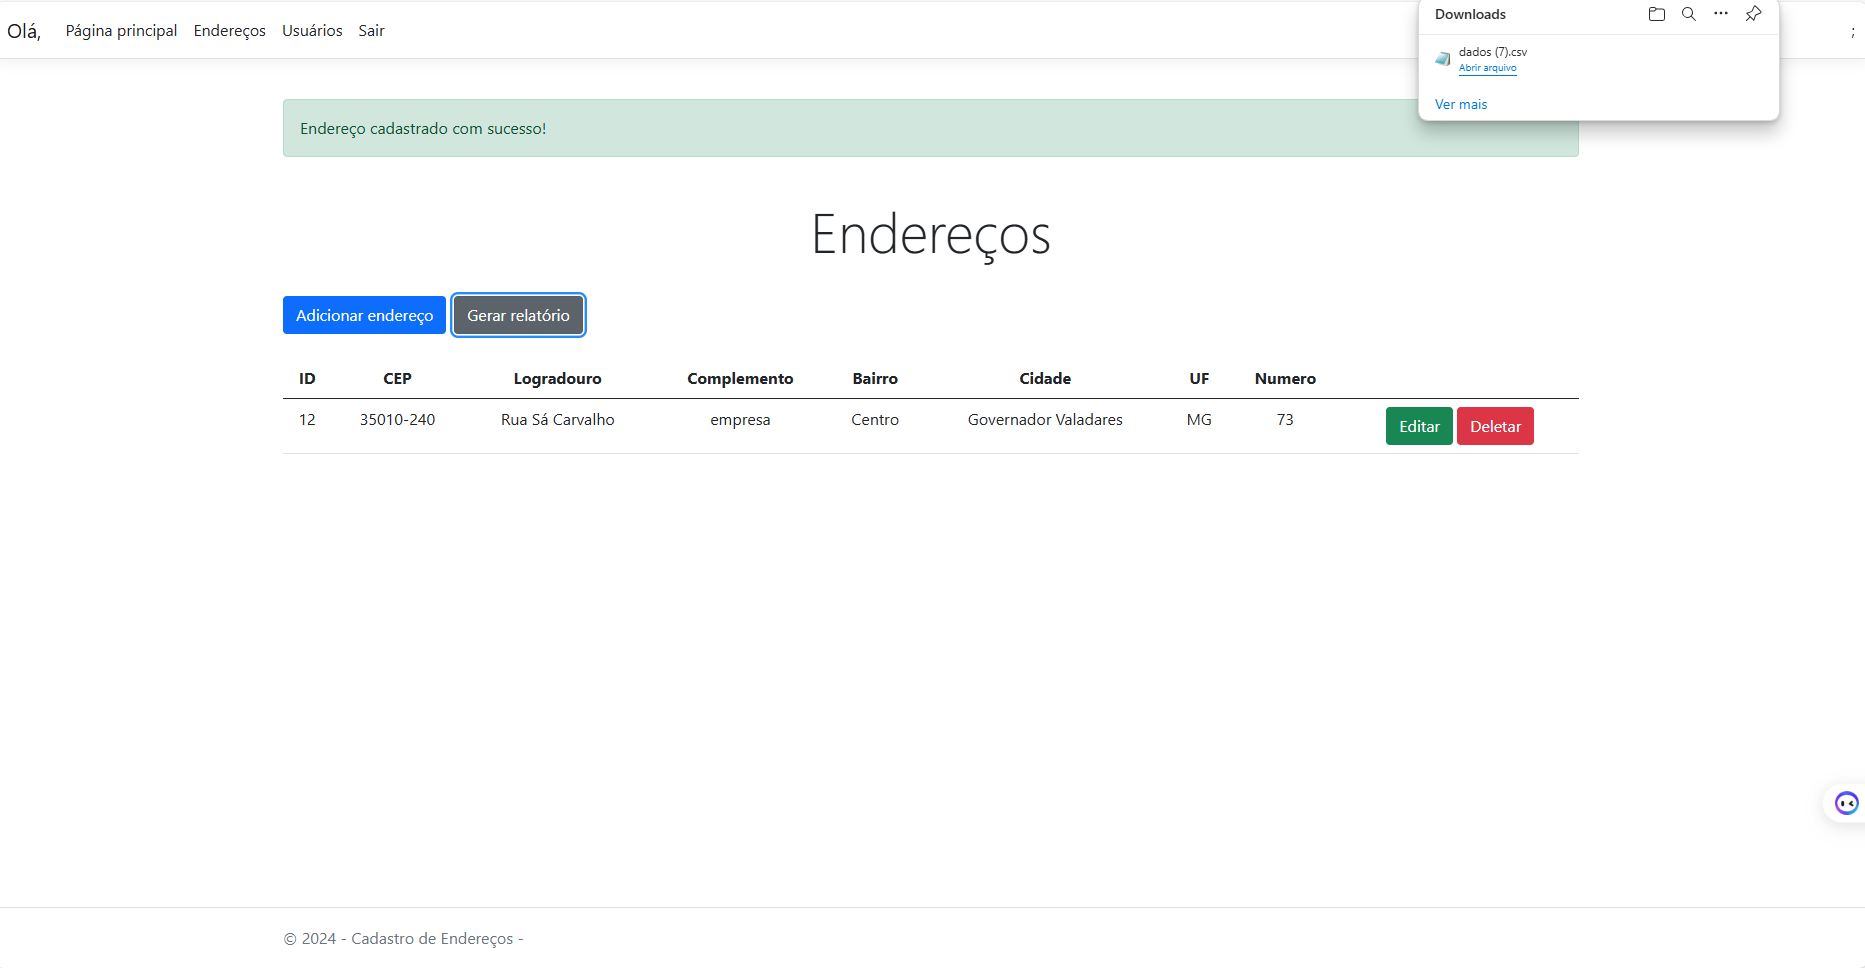 Olá, Página principal Endereços Usuários Sair ;
Downloads
dados (7).csv
Abrir arquivo
Ver mais
Endereço cadastrado com sucesso!
Endereços
Adicionar endereço Gerar relatório
ID CEP Logradouro Complemento Bairro Cidade UF Numero
12 35010-240 Rua Sá Carvalho empresa Centro Governador Valadares MG 73 Editar Deletar
© 2024 - Cadastro de Endereços -